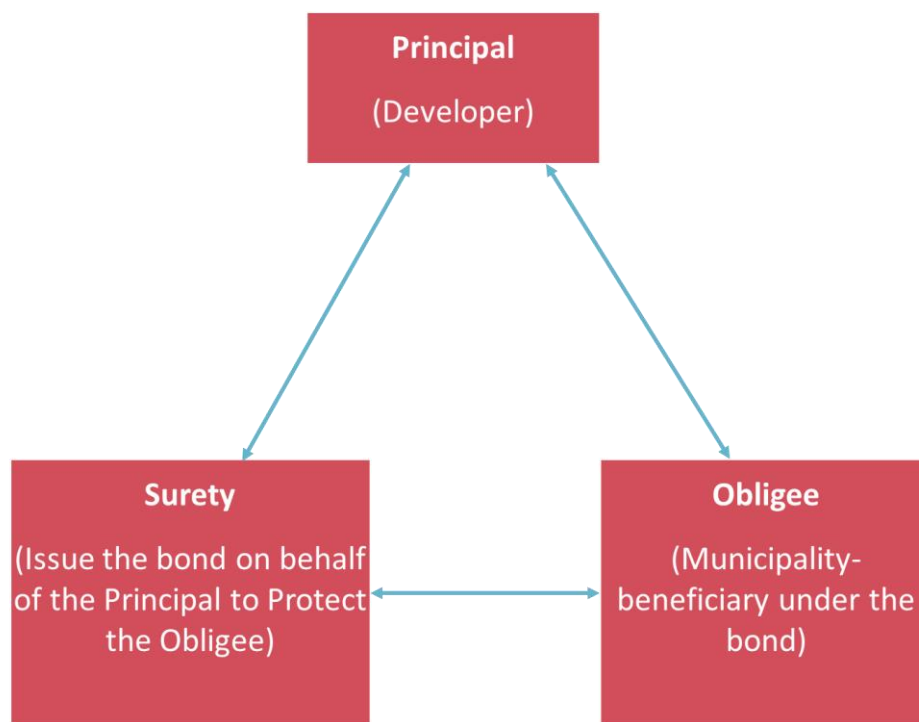 Principal
(Developer)
Surety
(Issue the bond on behalf
of the Principal to Protect
the Obligee)
Obligee
(Municipality-
beneficiary under the
bond)